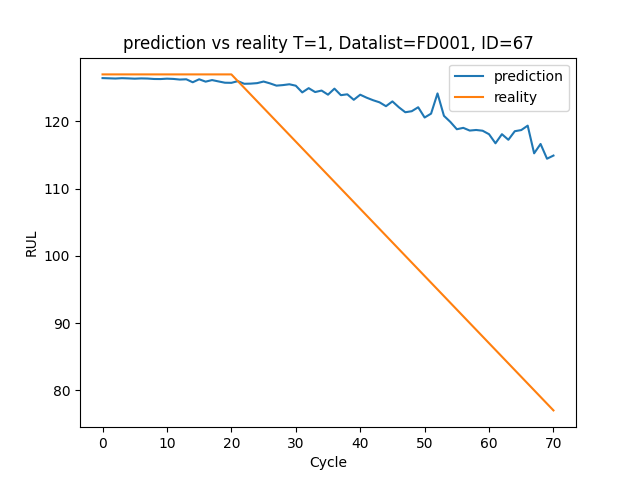 prediction vs reality T=1, Datalist=FD001, ID=67
prediction
reality
120
110
100
90
80
RUL
0 10 20 30 40 50 60 70
Cycle